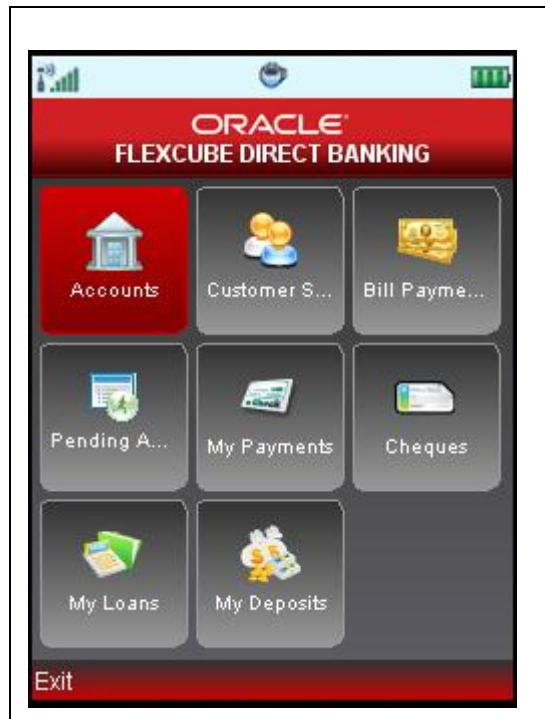 ORACLE
FLEXCUBE DIRECT BANKING
Accounts
Customer S...
Bill Payme...
Pending A...
My Payments
Cheques
My Loans
My Deposits
Exit